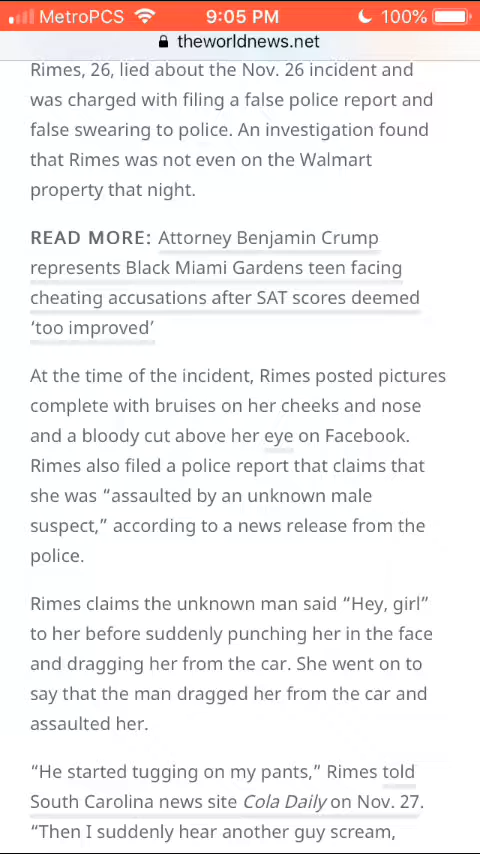 MetroPCS 9:05 PM 100%
theworldnews.net
Rimes, 26, lied about the Nov. 26 incident and
was charged with filing a false police report and
false swearing to police. An investigation found
that Rimes was not even on the Walmart
property that night.
READ MORE: Attorney Benjamin Crump
represents Black Miami Gardens teen facing
cheating accusations after SAT scores deemed
‘too improved’
At the time of the incident, Rimes posted pictures
complete with bruises on her cheeks and nose
and a bloody cut above her eye on Facebook.
Rimes also filed a police report that claims that
she was “assaulted by an unknown male
suspect,” according to a news release from the
police.
Rimes claims the unknown man said “Hey, girl”
to her before suddenly punching her in the face
and dragging her from the car. She went on to
say that the man dragged her from the car and
assaulted her.
“He started tugging on my pants,” Rimes told
South Carolina news site Cola Daily on Nov. 27.
“Then I suddenly hear another guy scream,